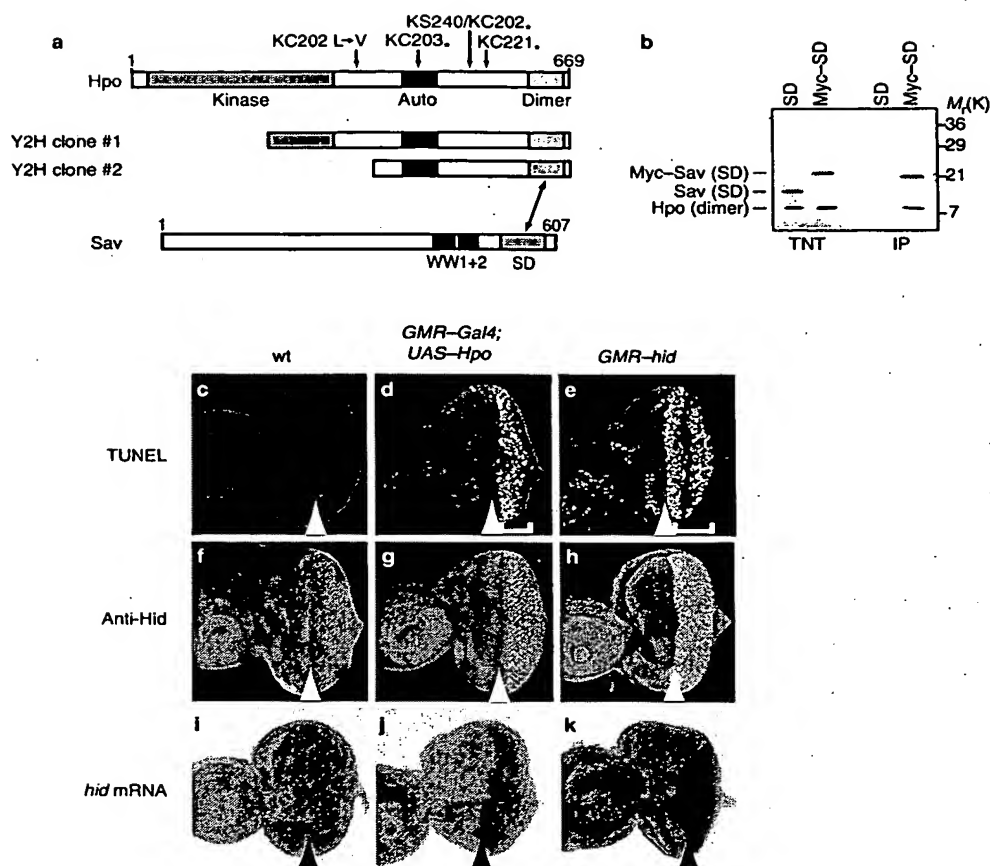 a
KS240/KC202.
KC202 L→V KC203. KC221.
1 669
Hpo
Kinase Auto Dimer
Y2H clone #1
Y2H clone #2
1 607
Sav
WW1+2 SD
b
SD Myc–SD SD Myc–SD
Mr(K)
36
29
Myc–Sav (SD) 21
Sav (SD)
Hpo (dimer) 7
TNT IP
wt GMR–Gal4; UAS–Hpo GMR–hid
c d e
TUNEL
f g h
Anti-Hid
i j k
hid mRNA